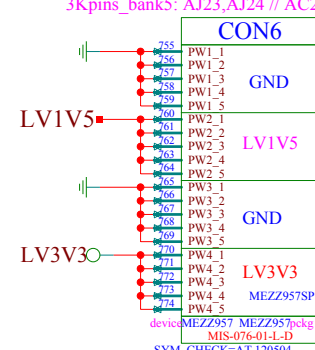 3Kpins_bank5: AJ23,AJ24 // AC2
CON6
755 PW1_1
756 PW1_2
757 PW1_3
758 PW1_4
759 PW1_5
GND
LV1V5
760 PW2_1
761 PW2_2
762 PW2_3
763 PW2_4
764 PW2_5
LV1V5
765 PW3_1
766 PW3_2
767 PW3_3
768 PW3_4
769 PW3_5
GND
LV3V3
770 PW4_1
771 PW4_2
772 PW4_3
773 PW4_4
774 PW4_5
LV3V3
MEZZ957SP
deviceMEZZ957 MEZZ957pckg
MIS-076-01-L-D
SYM_CHECK=AT-120504